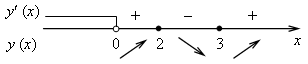 y′ (x) + − +
y (x) 0 2 3 x